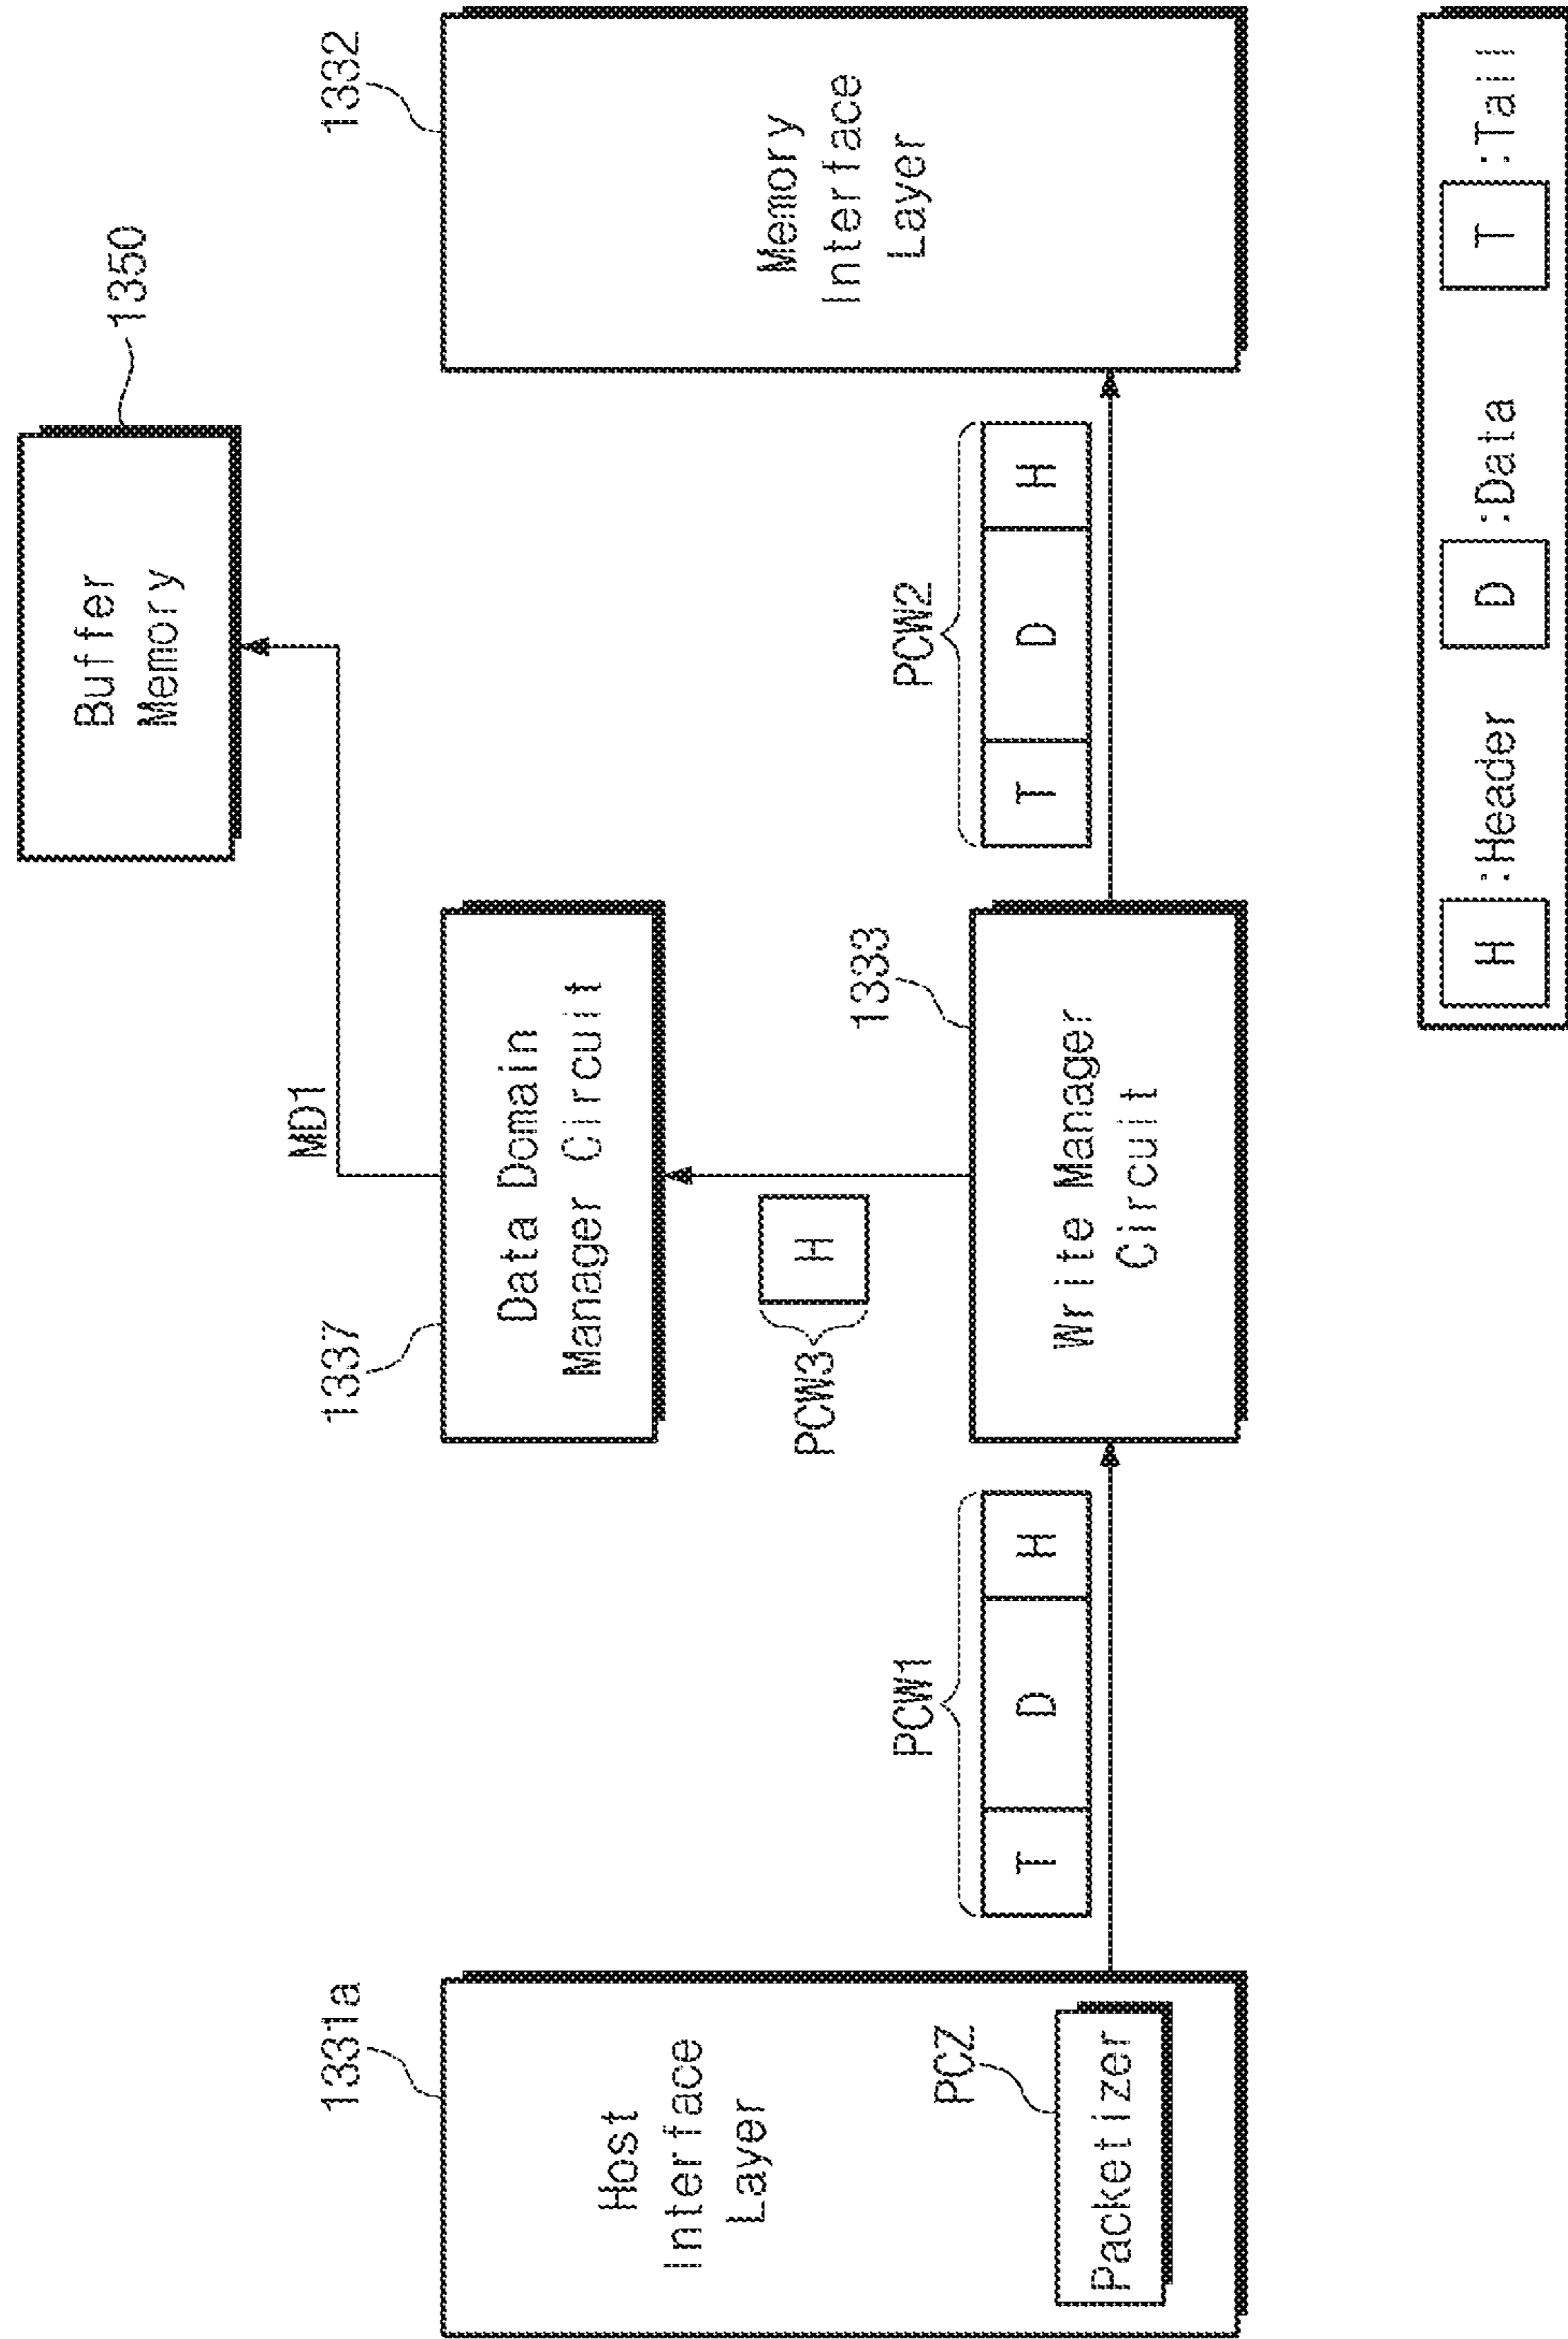 Buffer
Memory
1350
MD1
1337
Data Domain
Manager Circuit
1331a
Host
Interface
Layer
PCZ
Packetizer
PCW1
T D H
PCW3
H
1333
Write Manager
Circuit
PCW2
T D H
1332
Memory
Interface
Layer
H :Header D :Data T :Tail